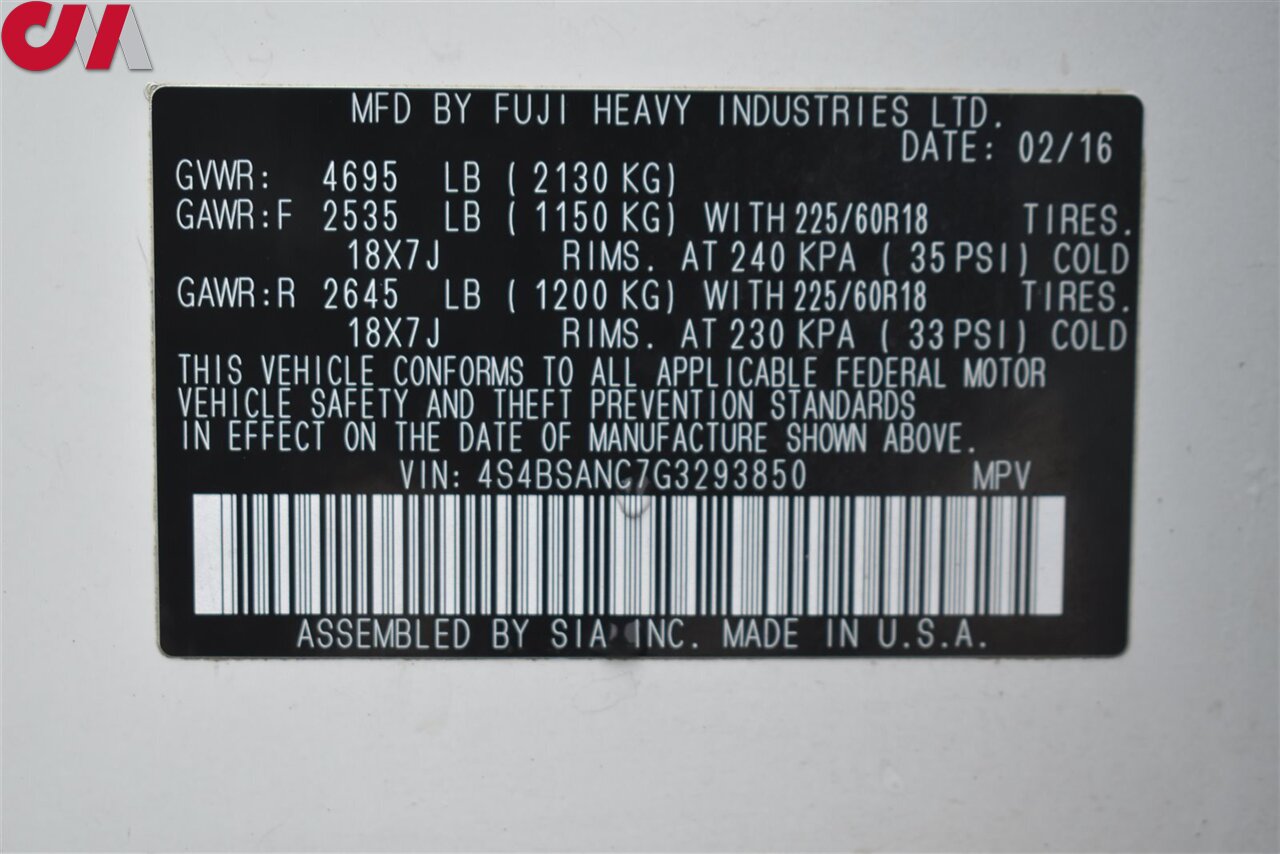 CM
MFD BY FUJI HEAVY INDUSTRIES LTD.
DATE: 02/16
GVWR: 4695 LB ( 2130 KG)
GAWR:F 2535 LB ( 1150 KG) WITH 225/60R18 TIRES.
18X7J RIMS. AT 240 KPA ( 35 PSI) COLD
GAWR:R 2645 LB ( 1200 KG) WITH 225/60R18 TIRES.
18X7J RIMS. AT 230 KPA ( 33 PSI) COLD
THIS VEHICLE CONFORMS TO ALL APPLICABLE FEDERAL MOTOR
VEHICLE SAFETY AND THEFT PREVENTION STANDARDS
IN EFFECT ON THE DATE OF MANUFACTURE SHOWN ABOVE.
VIN: 4S4BSANC7G3293850 MPV
ASSEMBLED BY SIA INC. MADE IN U.S.A.